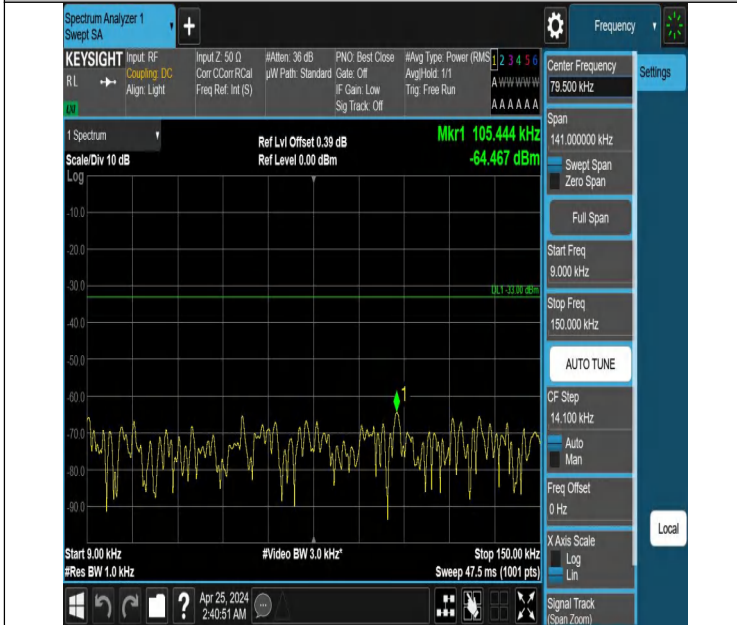 Spectrum Analyzer 1
Swept SA
+
Frequency
KEYSIGHT
RL
Input: RF
Coupling: DC
Align: Light
Input Z: 50 Ω
Corr CCorr RCal
Freq Ref: Int (S)
#Atten: 36 dB
µW Path: Standard
PNO: Best Close
Gate: Off
IF Gain: Low
Sig Track: Off
#Avg Type: Power (RMS
Avg|Hold: 1/1
Trig: Free Run
1 2 3 4 5 6
A W W W W W
A A A A A A
1 Spectrum
Scale/Div 10 dB
Log
Ref Lvl Offset 0.39 dB
Ref Level 0.00 dBm
Mkr1 105.444 kHz
-64.467 dBm
-10.0
-20.0
-30.0
DL1 -33.00 dBm
-40.0
-50.0
-60.0
1
-70.0
-80.0
-90.0
Start 9.00 kHz
#Res BW 1.0 kHz
#Video BW 3.0 kHz*
Stop 150.00 kHz
Sweep 47.5 ms (1001 pts)
?
Apr 25, 2024
2:40:51 AM
Center Frequency
79.500 kHz
Settings
Span
141.000000 kHz
Swept Span
Zero Span
Full Span
Start Freq
9.000 kHz
Stop Freq
150.000 kHz
AUTO TUNE
CF Step
14.100 kHz
Auto
Man
Freq Offset
0 Hz
X Axis Scale
Log
Lin
Local
Signal Track
(Span Zoom)